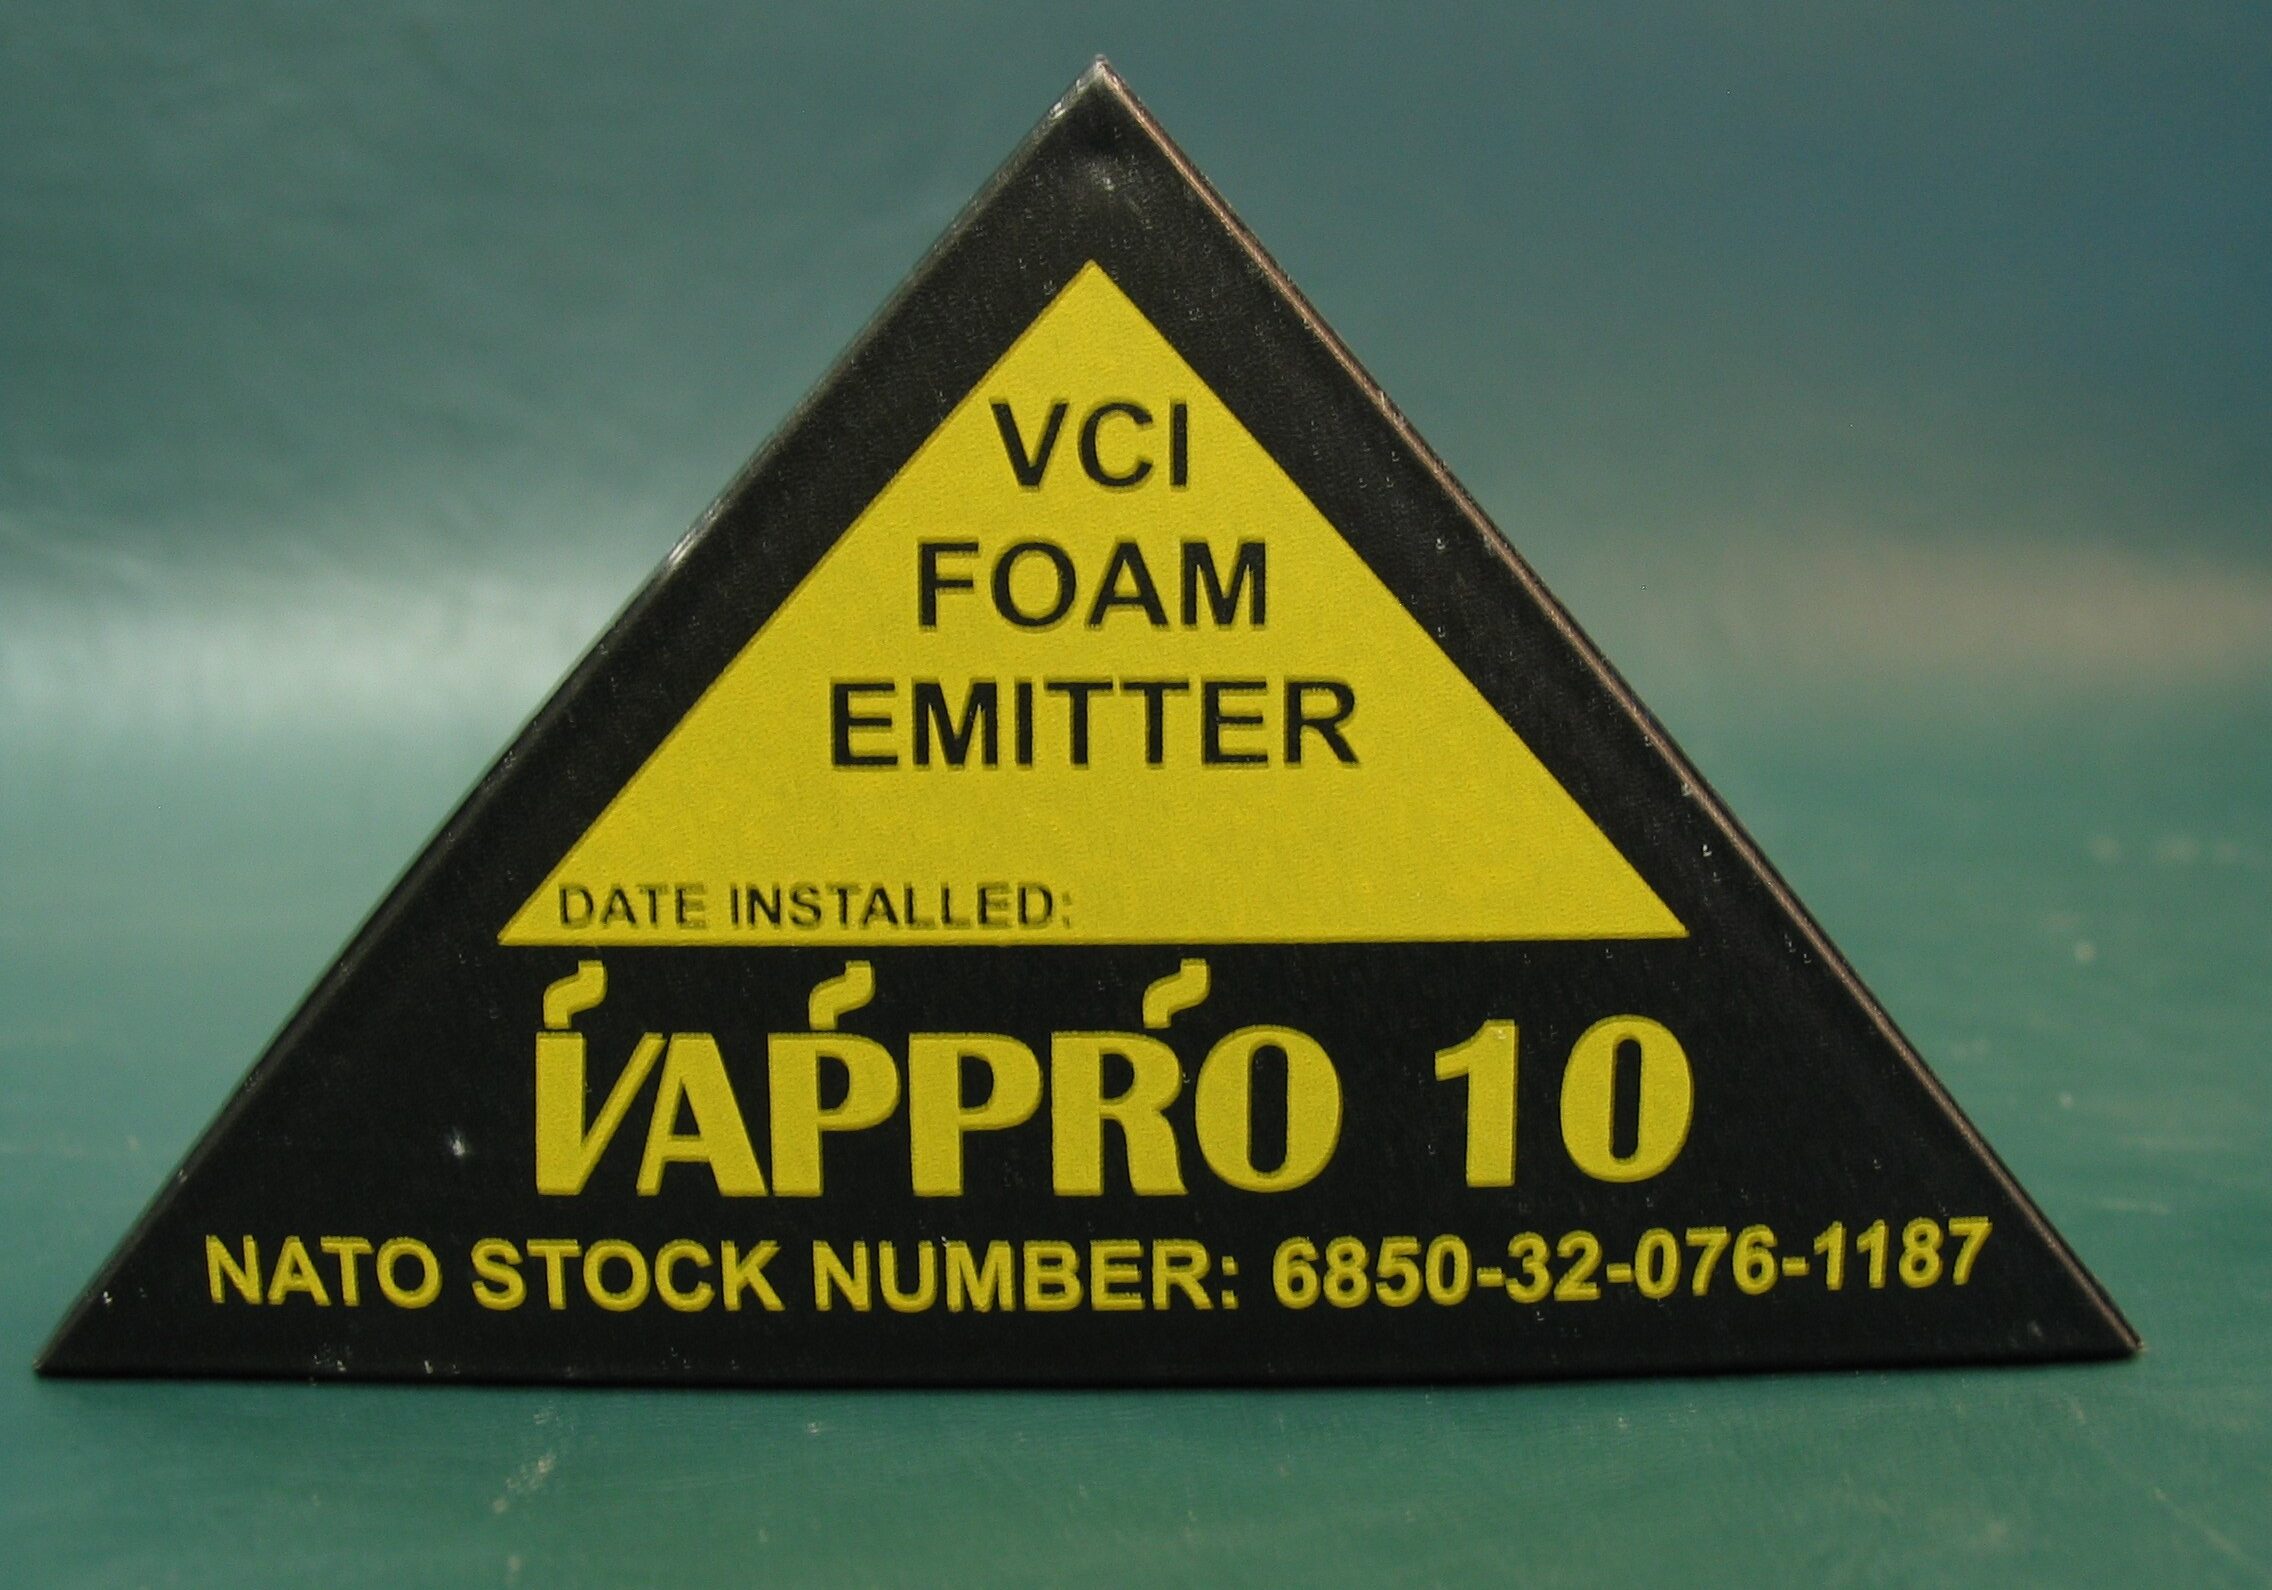 VCI
FOAM
EMITTER
DATE INSTALLED:
VAPPRO 10
NATO STOCK NUMBER: 6850-32-076-1187